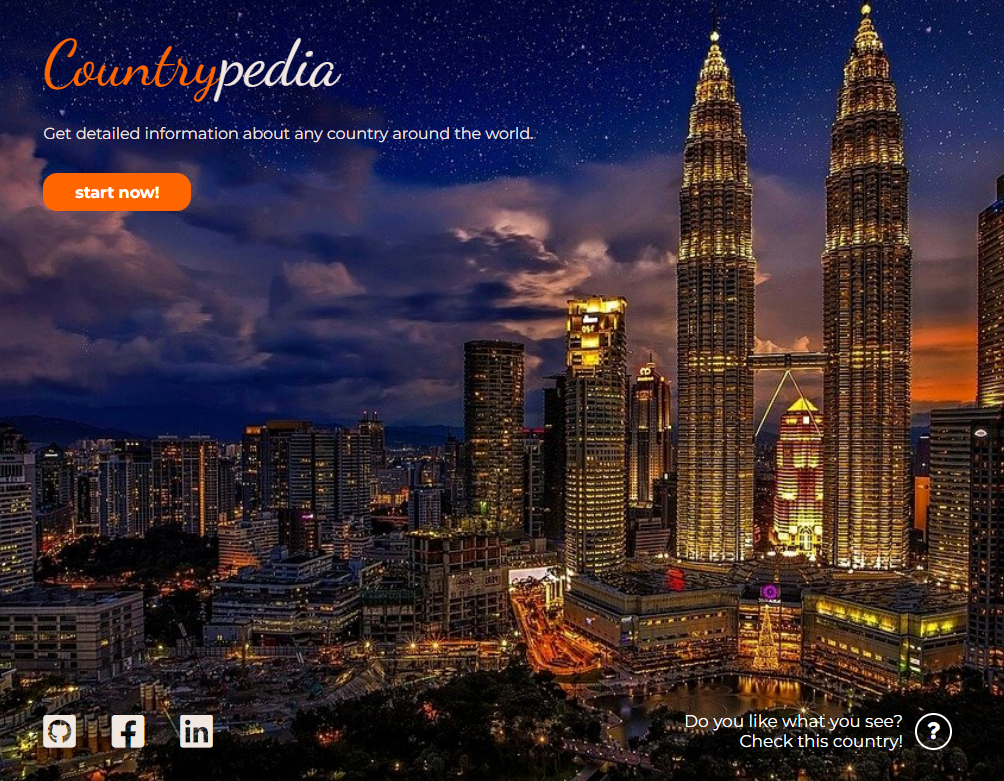 Countrypedia
Get detailed information about any country around the world.
start now!
in
Do you like what you see?
Check this country!
?